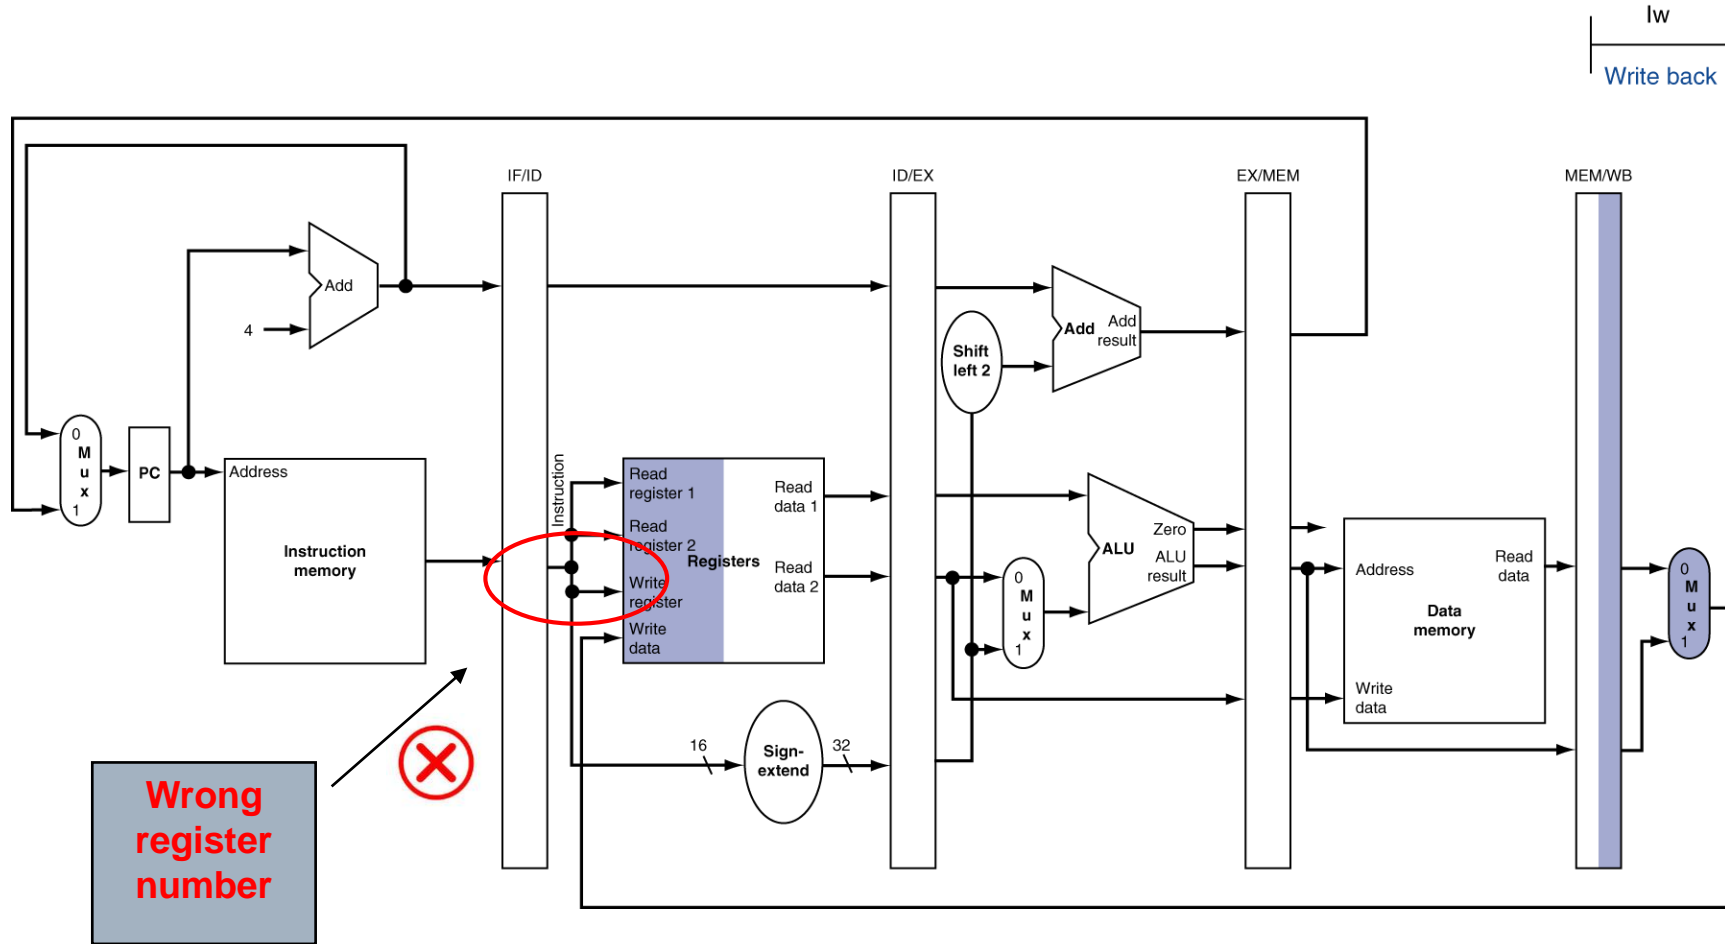 lw
Write back
IF/ID
ID/EX
EX/MEM
MEM/WB
Add
4
Shift
left 2
Add
Add
result
0
M
u
x
1
PC
Address
Instruction
memory
Instruction
Read
register 1
Read
register 2
Write
register
Write
data
Registers
Read
data 1
Read
data 2
0
M
u
x
1
ALU
Zero
ALU
result
Address
Read
data
Data
memory
Write
data
0
M
u
x
1
16
Sign-
extend
32
Wrong
register
number